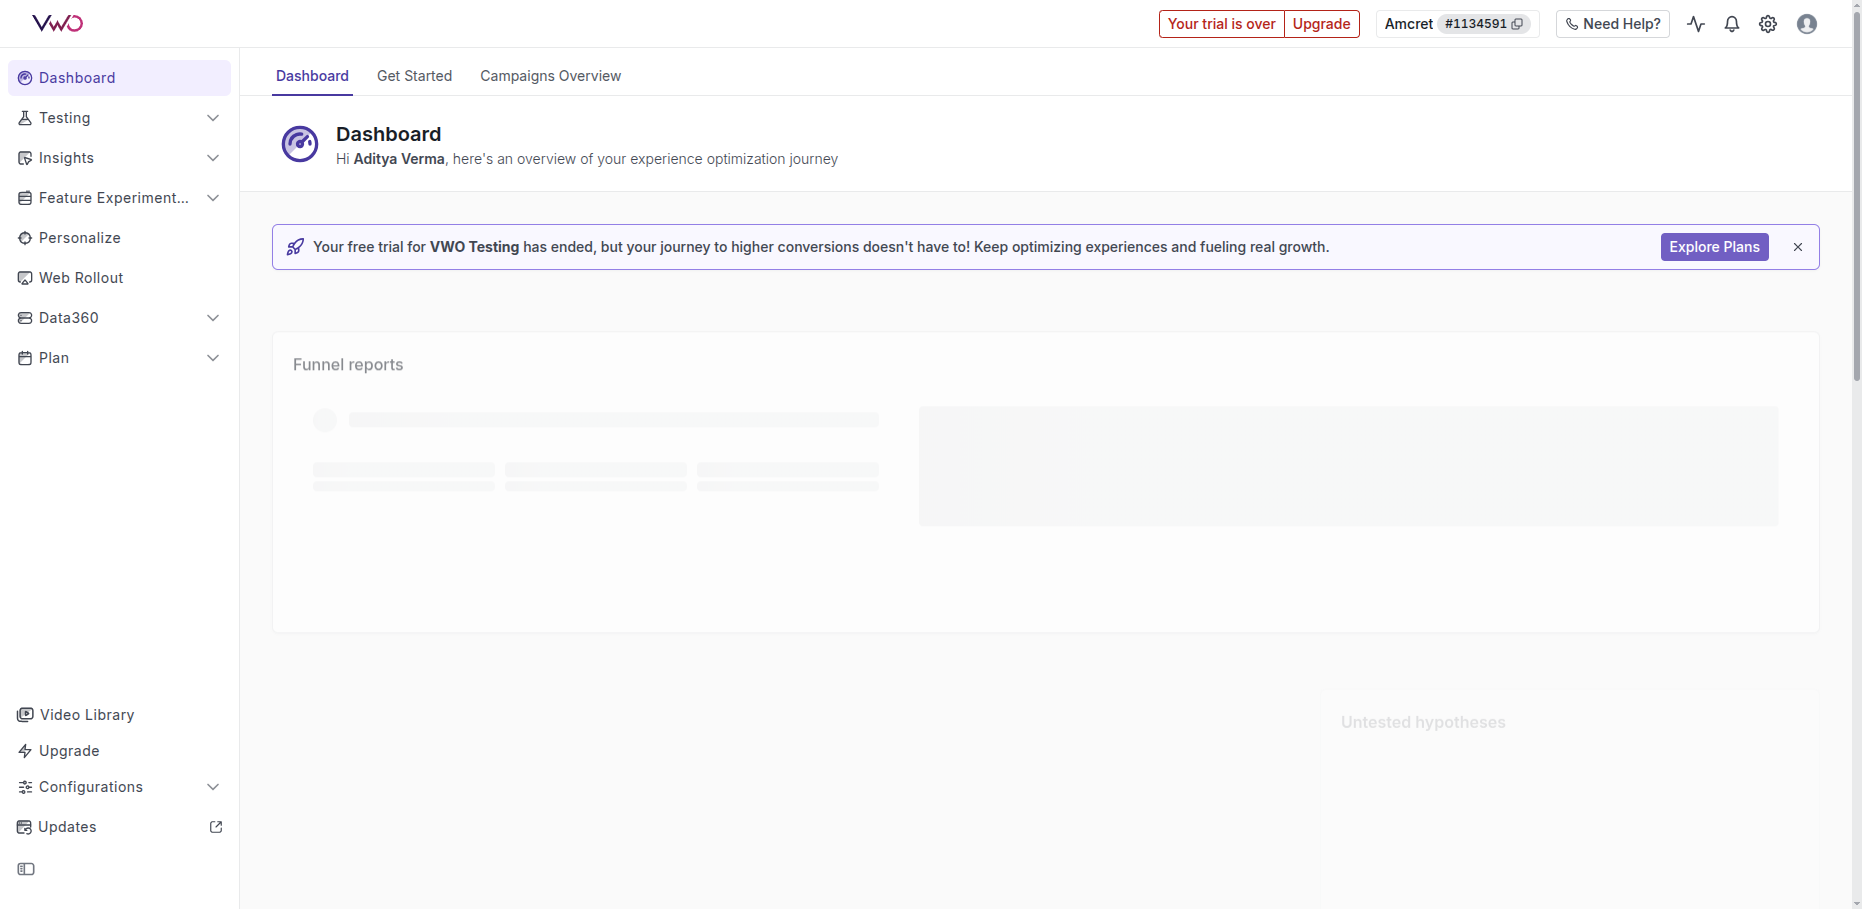 VWO
Your trial is over Upgrade
Amcret #1134591
Need Help?
Dashboard
Testing
Insights
Feature Experiment...
Personalize
Web Rollout
Data360
Plan
Video Library
Upgrade
Configurations
Updates
Dashboard Get Started Campaigns Overview
Dashboard
Hi Aditya Verma, here's an overview of your experience optimization journey
Your free trial for VWO Testing has ended, but your journey to higher conversions doesn't have to! Keep optimizing experiences and fueling real growth.
Explore Plans
Funnel reports
Untested hypotheses